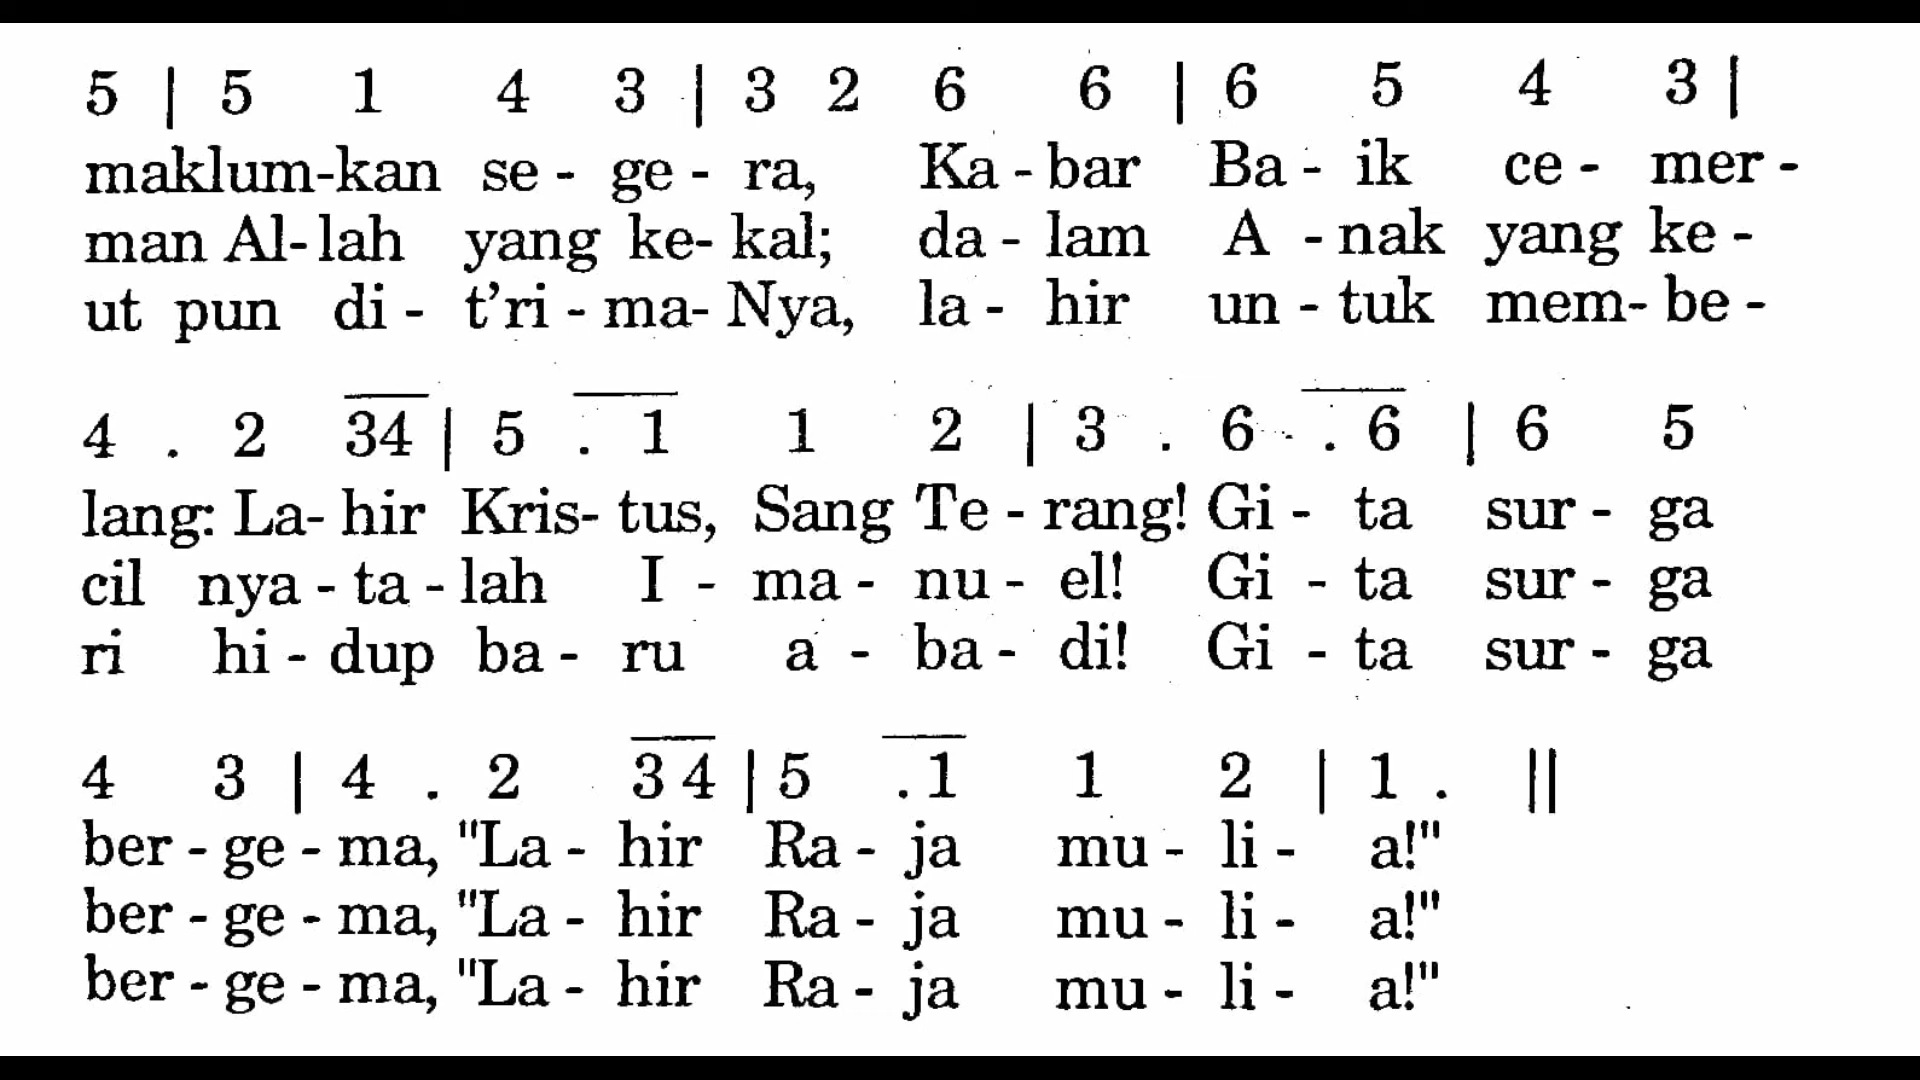 5 | 5 1 4 3 | 3 2 6 6 | 6 5 4 3 |
maklum-kan se - ge - ra, Ka - bar Ba - ik ce - mer -
man Al- lah yang ke- kal; da - lam A - nak yang ke -
ut pun di - t'ri - ma- Nya, la - hir un - tuk mem- be -
4 . 2 34 | 5 . 1 1 2 | 3 . 6 . 6 | 6 5
lang: La- hir Kris- tus, Sang Te - rang! Gi - ta sur - ga
cil nya - ta - lah I - ma - nu - el! Gi - ta sur - ga
ri hi - dup ba - ru a - ba - di! Gi - ta sur - ga
4 3 | 4 . 2 3 4 | 5 . 1 1 2 | 1 . ||
ber - ge - ma, "La - hir Ra - ja mu - li - a!"
ber - ge - ma, "La - hir Ra - ja mu - li - a!"
ber - ge - ma, "La - hir Ra - ja mu - li - a!"